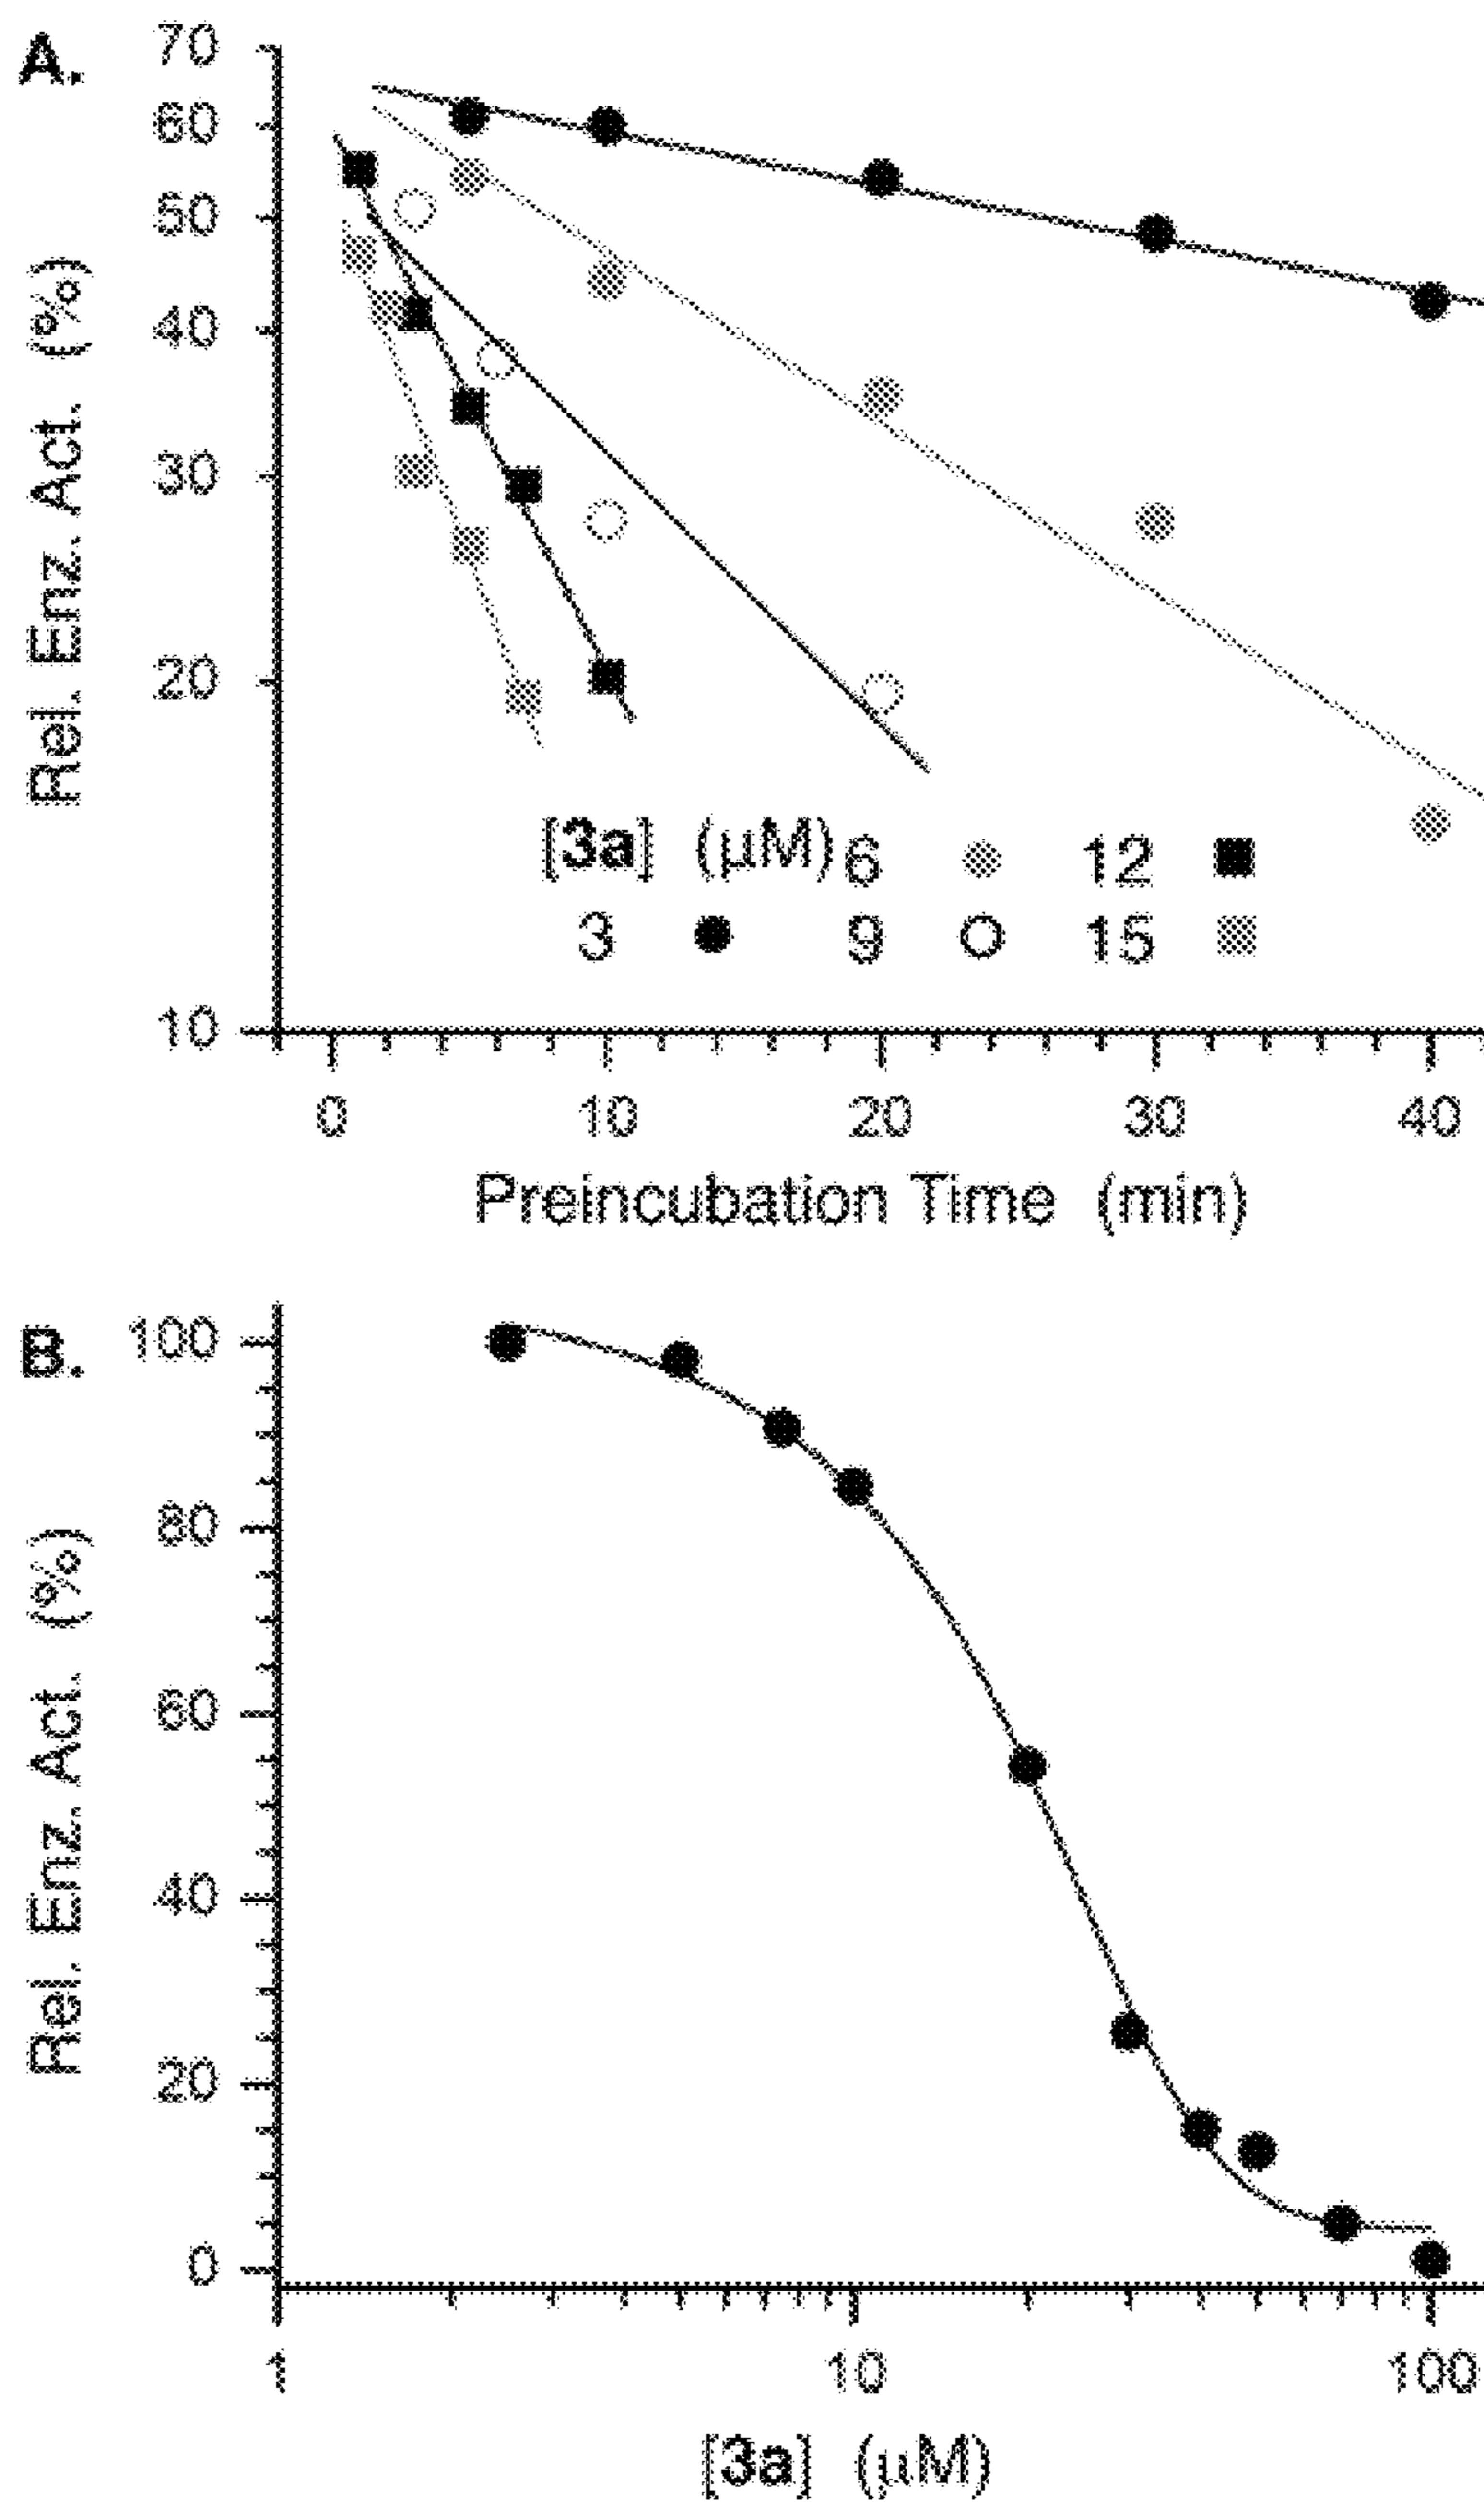 A.
70
60
50
40
30
20
10
Rel. Enz. Act. (%)
[3a] (μM) 6 12
3 9 15
0 10 20 30 40
Preincubation Time (min)
B.
100
80
60
40
20
0
Rel. Enz. Act. (%)
1 10 100
[3a] (μM)